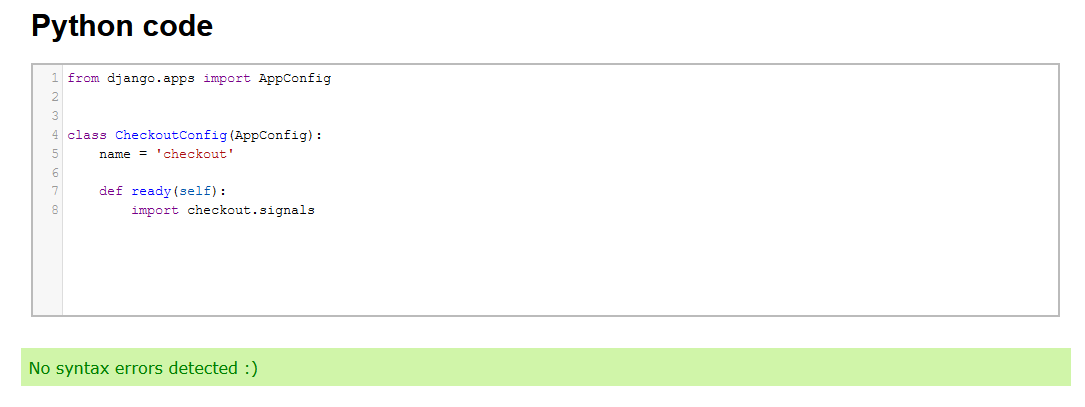 Python code
1 from django.apps import AppConfig
2
3
4 class CheckoutConfig(AppConfig):
5     name = 'checkout'
6
7     def ready(self):
8         import checkout.signals
No syntax errors detected :)